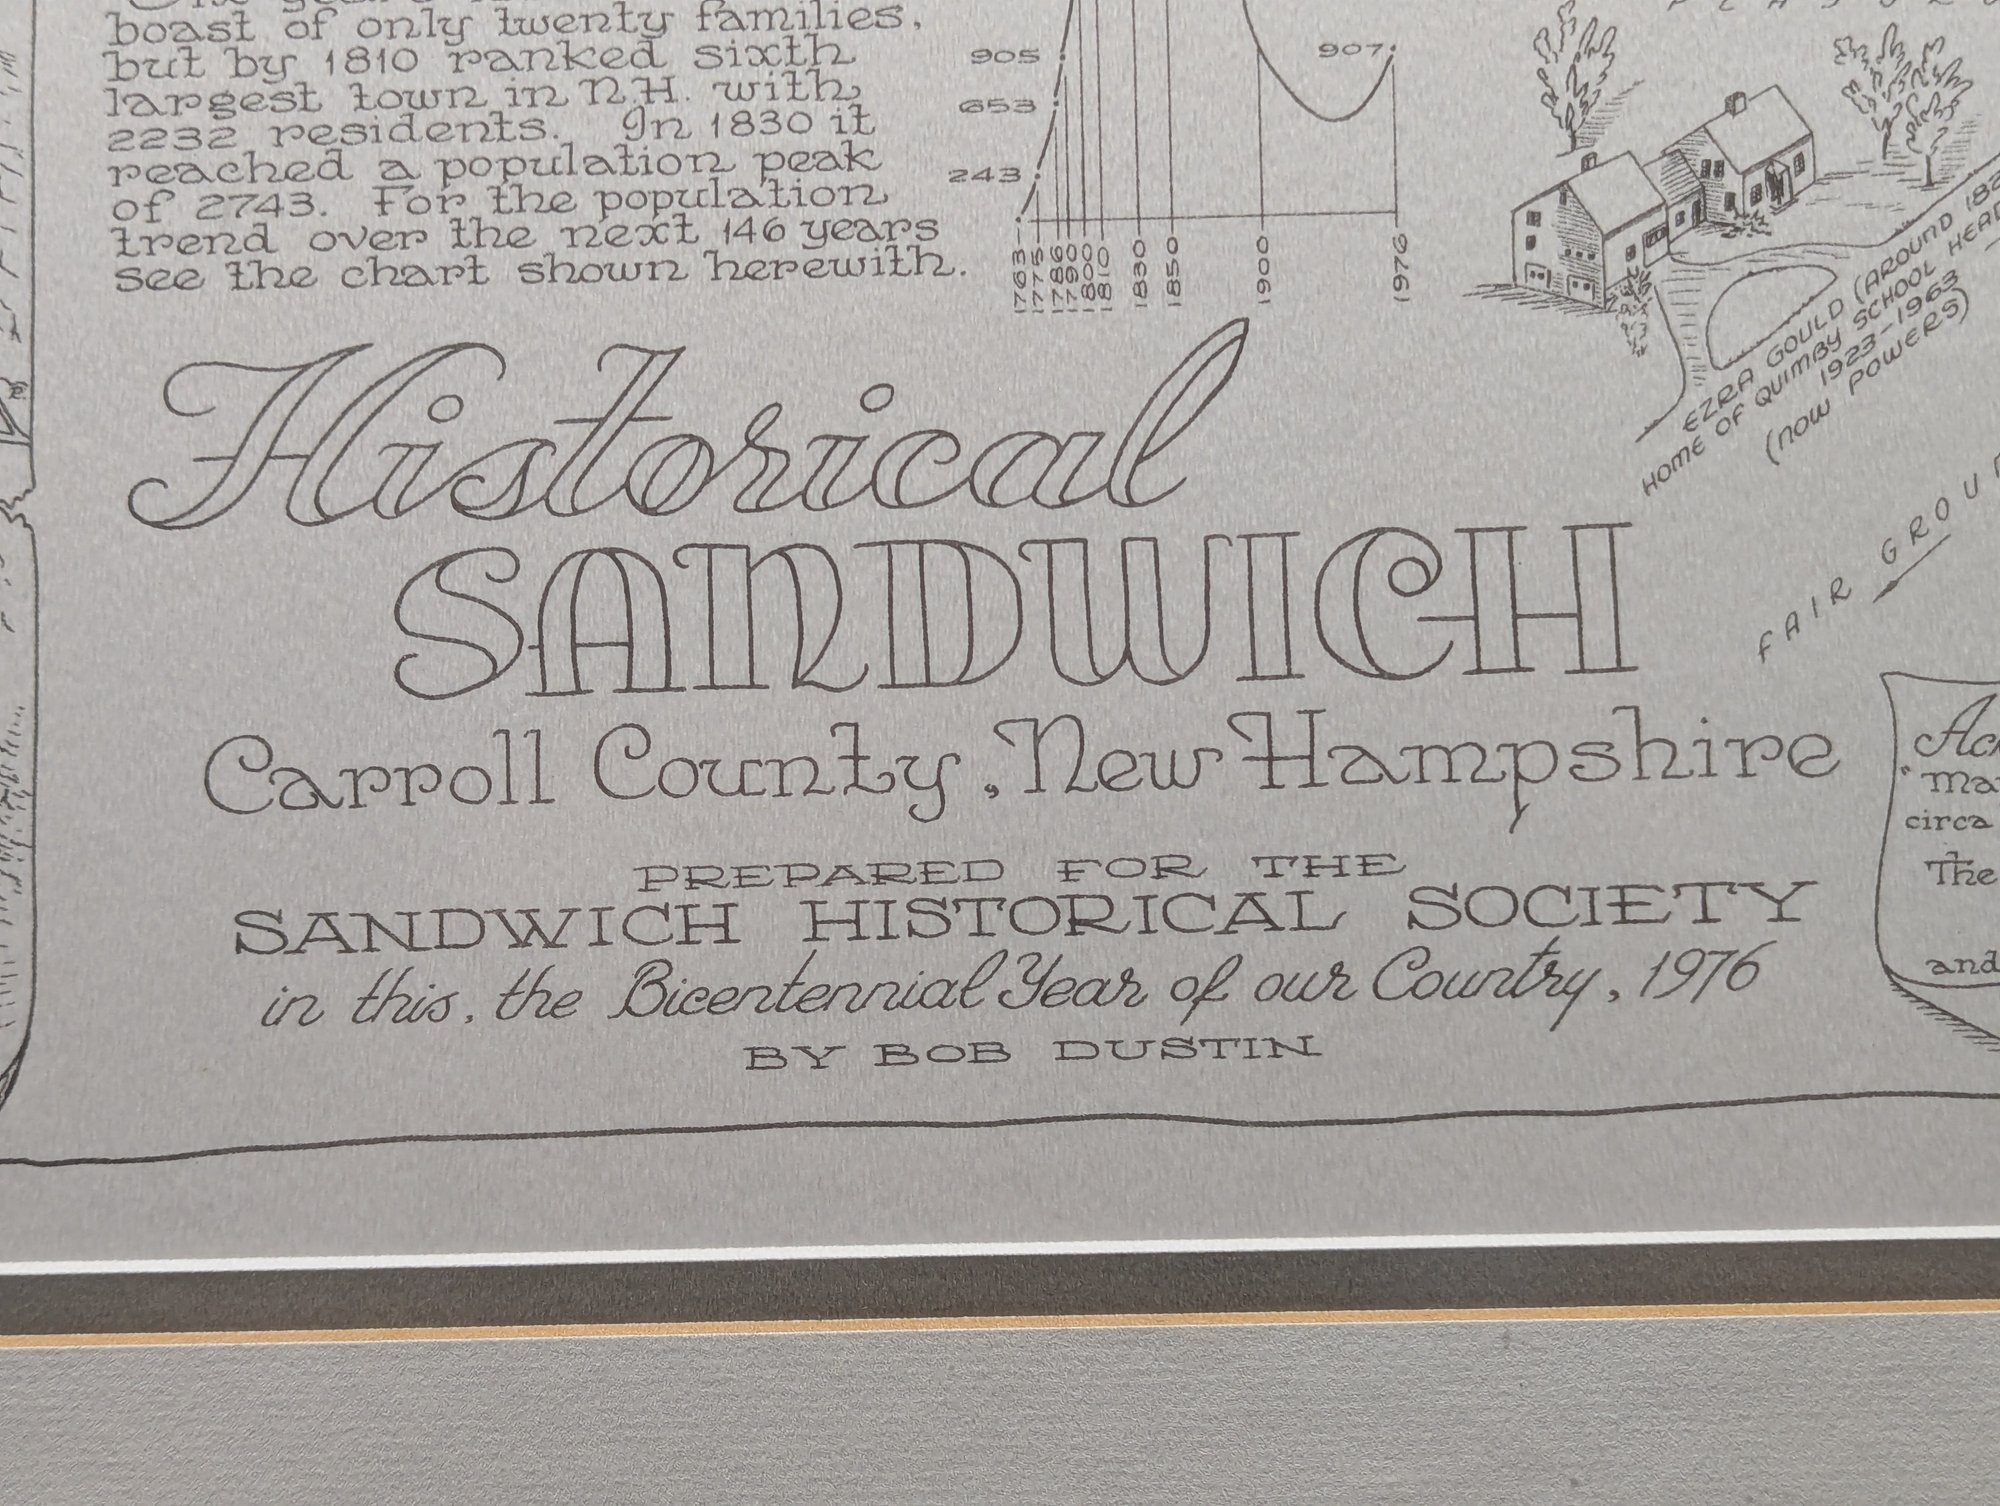 boast of only twenty families,
but by 1810 ranked sixth
largest town in N.H. with
2232 residents. In 1830 it
reached a population peak
of 2743. For the population
trend over the next 146 years
see the chart shown herewith.
905
653
243
907
1763
1775
1786
1790
1800
1810
1830
1850
1900
1976
EZRA GOULD (AROUND
HOME OF QUIMBY SCHOOL
1923-1963
(NOW POWERS)
FAIR
Historical
SANDWICH
Carroll County, New Hampshire
PREPARED FOR THE
SANDWICH HISTORICAL SOCIETY
in this, the Bicentennial Year of our Country, 1976
BY BOB DUSTIN
circa
The
and